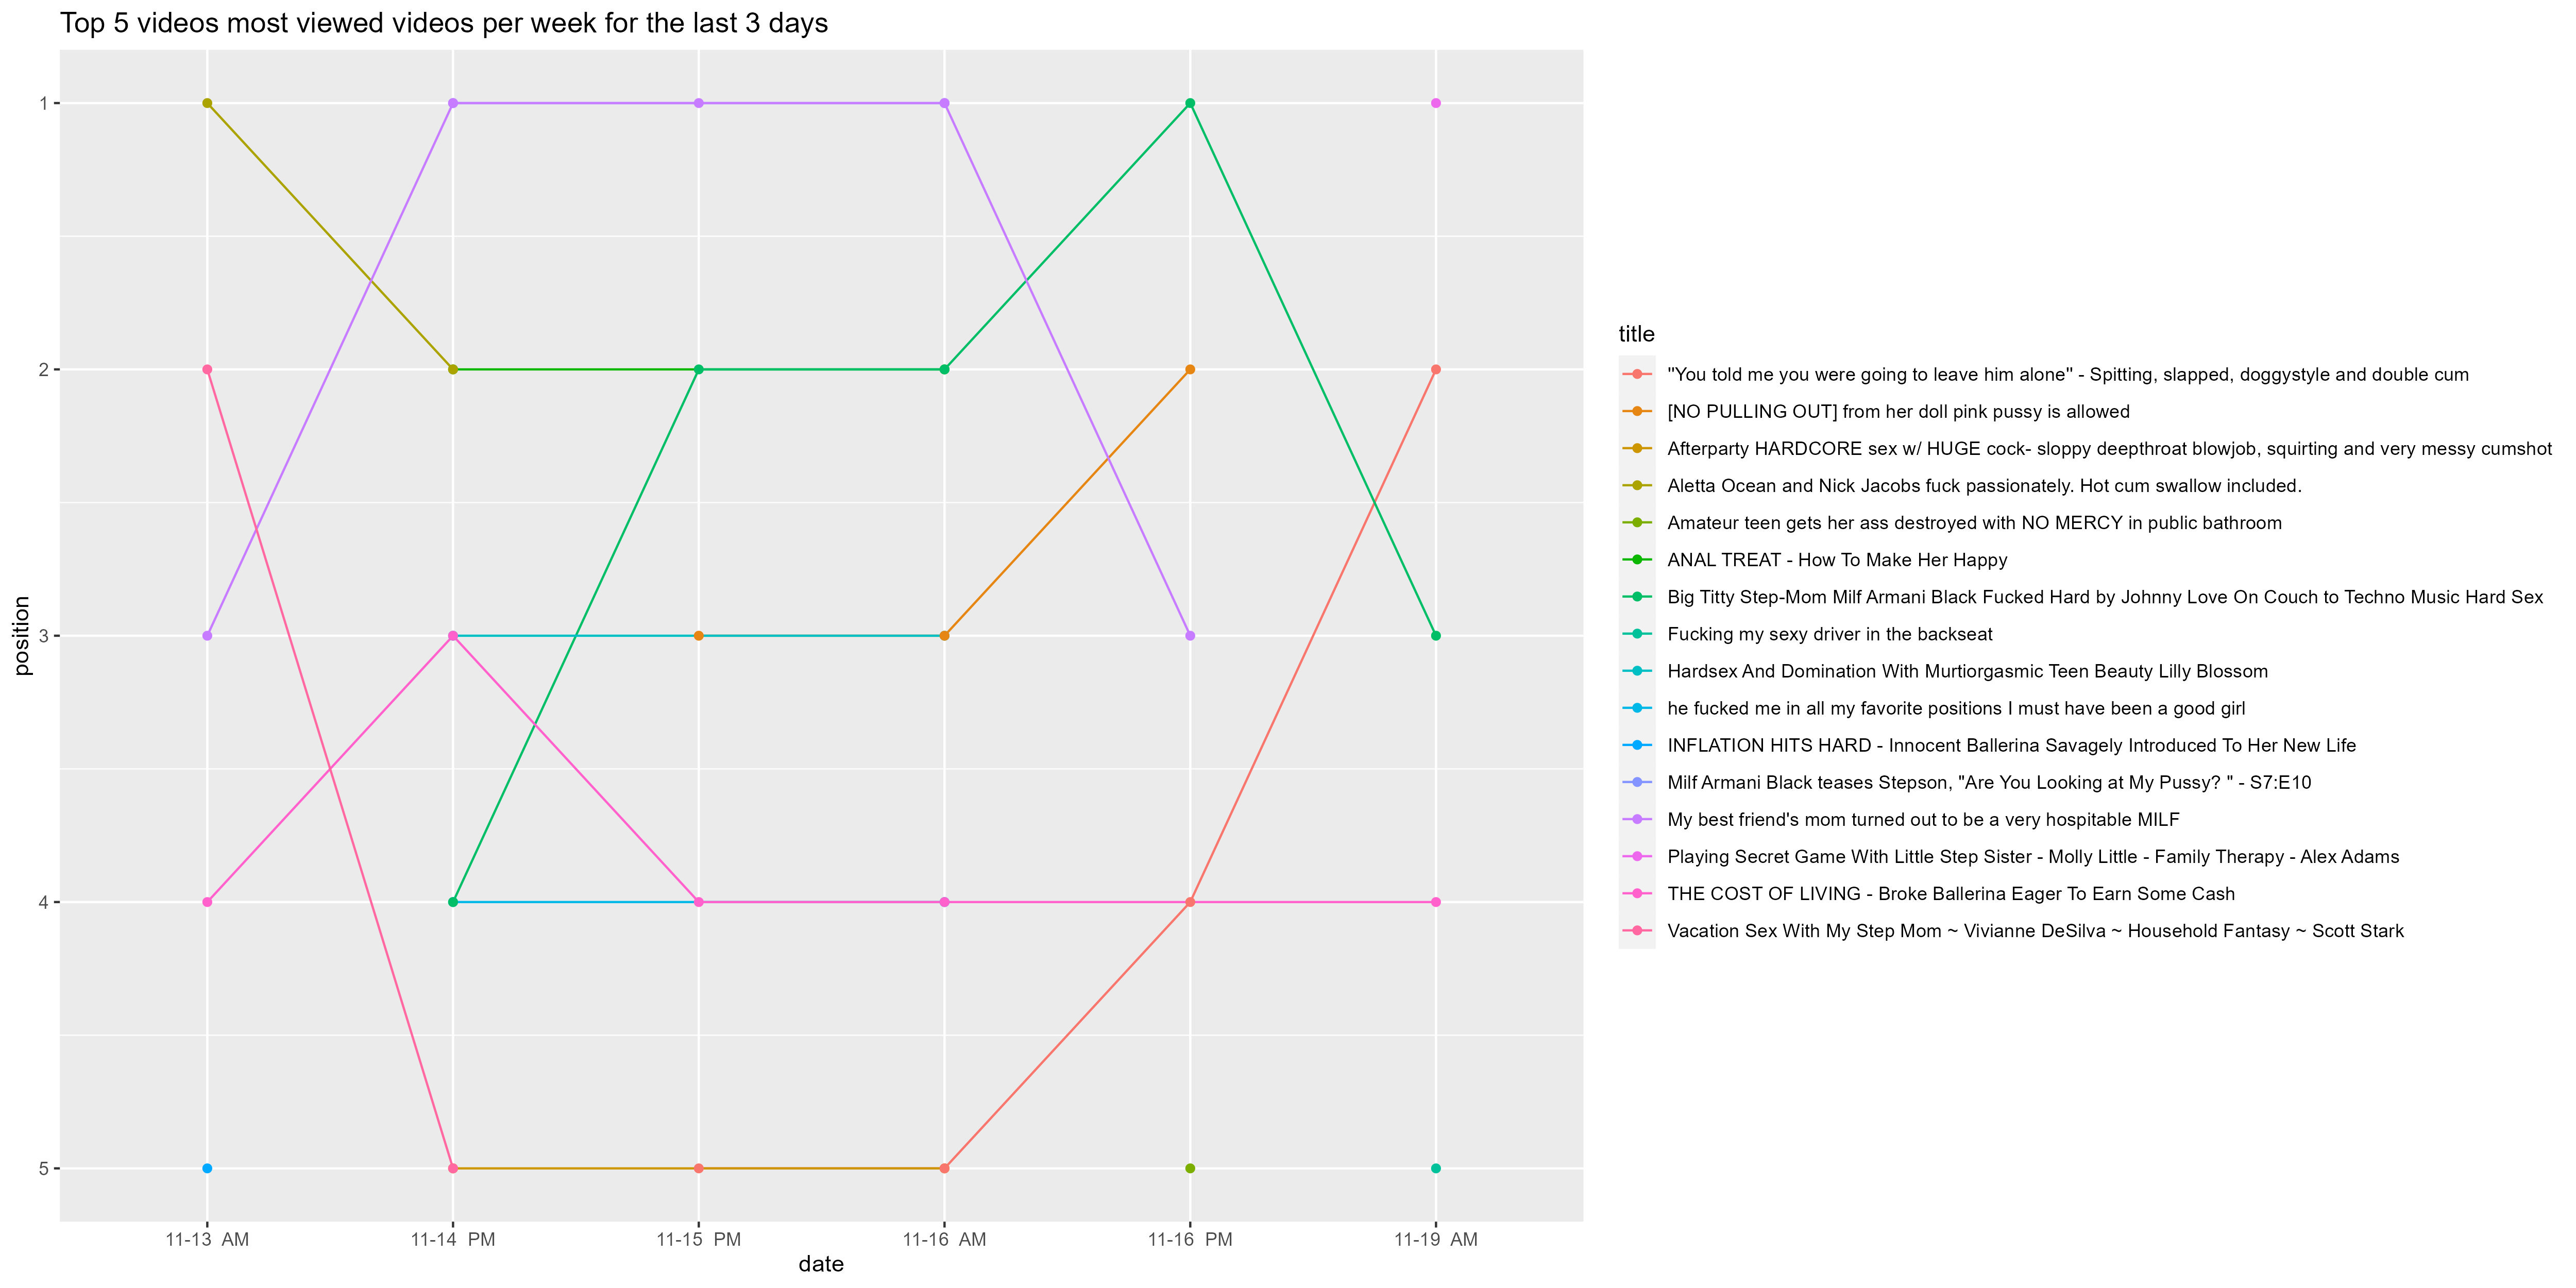 Top 5 videos most viewed videos per week for the last 3 days
position
1
2
3
4
5
11-13 AM
11-14 PM
11-15 PM
11-16 AM
11-16 PM
11-19 AM
date
title
"You told me you were going to leave him alone" - Spitting, slapped, doggystyle and double cum
[NO PULLING OUT] from her doll pink pussy is allowed
Afterparty HARDCORE sex w/ HUGE cock- sloppy deepthroat blowjob, squirting and very messy cumshot
Aletta Ocean and Nick Jacobs fuck passionately. Hot cum swallow included.
Amateur teen gets her ass destroyed with NO MERCY in public bathroom
ANAL TREAT - How To Make Her Happy
Big Titty Step-Mom Milf Armani Black Fucked Hard by Johnny Love On Couch to Techno Music Hard Sex
Fucking my sexy driver in the backseat
Hardsex And Domination With Murtiorgasmic Teen Beauty Lilly Blossom
he fucked me in all my favorite positions I must have been a good girl
INFLATION HITS HARD - Innocent Ballerina Savagely Introduced To Her New Life
Milf Armani Black teases Stepson, "Are You Looking at My Pussy? " - S7:E10
My best friend's mom turned out to be a very hospitable MILF
Playing Secret Game With Little Step Sister - Molly Little - Family Therapy - Alex Adams
THE COST OF LIVING - Broke Ballerina Eager To Earn Some Cash
Vacation Sex With My Step Mom ~ Vivianne DeSilva ~ Household Fantasy ~ Scott Stark